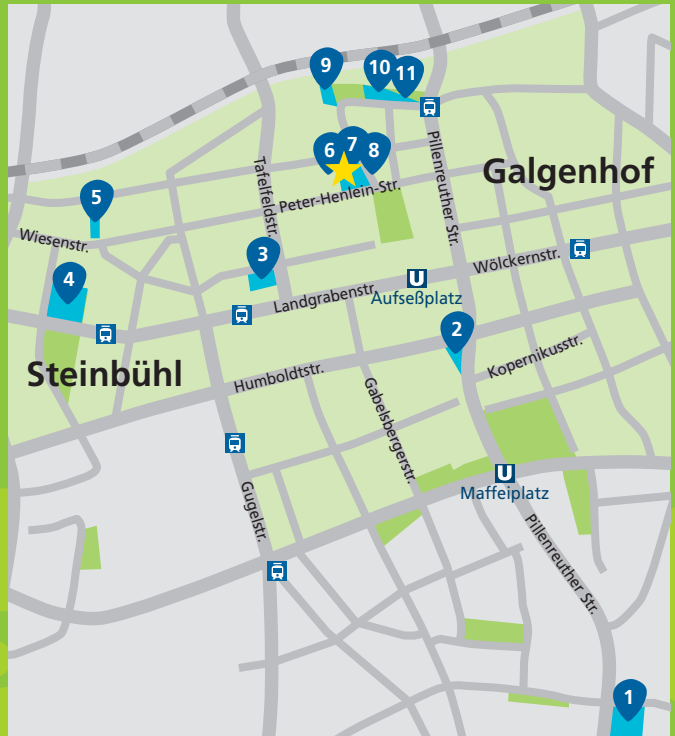 9
10
11
6
7
8
Tafelfeldstr.
Pillenreuther Str.
Galgenhof
5
Peter-Henlein-Str.
Wiesenstr.
3
4
Wölckernstr.
U
Aufseßplatz
Landgrabenstr.
2
Steinbühl
Humboldtstr.
Kopernikusstr.
Gabelsbergerstr.
U
Maffeiplatz
Gugelstr.
Pillenreuther Str.
1